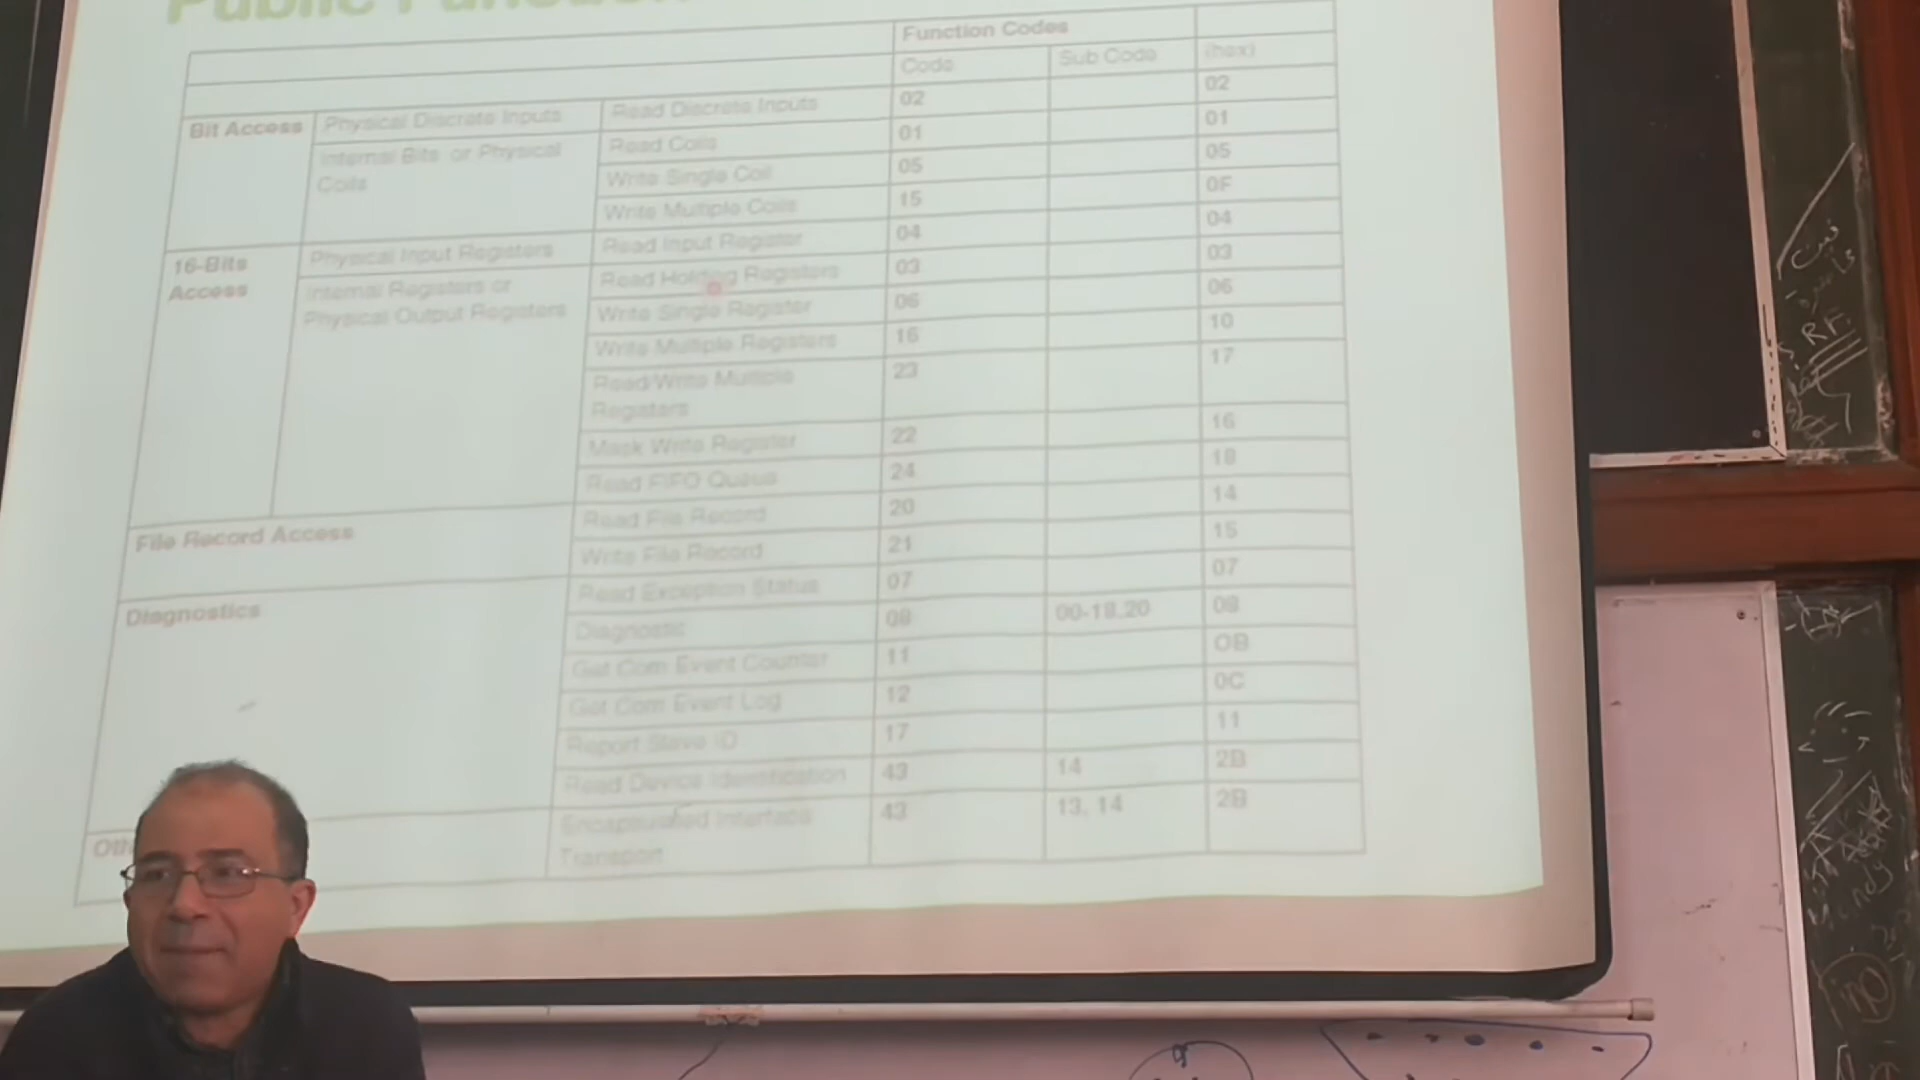 Public Function
Function Codes
Code Sub Code (hex)
Bit Access Physical Discrete Inputs Read Discrete Inputs 02 02
Internal Bits or Physical Coils Read Coils 01 01
Write Single Coil 05 05
Write Multiple Coils 15 0F
16-Bits Access Physical Input Registers Read Input Register 04 04
Internal Registers or Physical Output Registers Read Holding Registers 03 03
Write Single Register 06 06
Write Multiple Registers 16 10
Read/Write Multiple Registers 23 17
Mask Write Register 22 16
Read FIFO Queue 24 18
File Record Access Read File Record 20 14
Write File Record 21 15
Diagnostics Read Exception Status 07 07
Diagnostic 08 00-18,20 08
Get Com Event Counter 11 OB
Get Com Event Log 12 0C
Report Slave ID 17 11
Read Device Identification 43 14 2B
Oth Encapsulated Interface Transport 43 13, 14 2B
RF